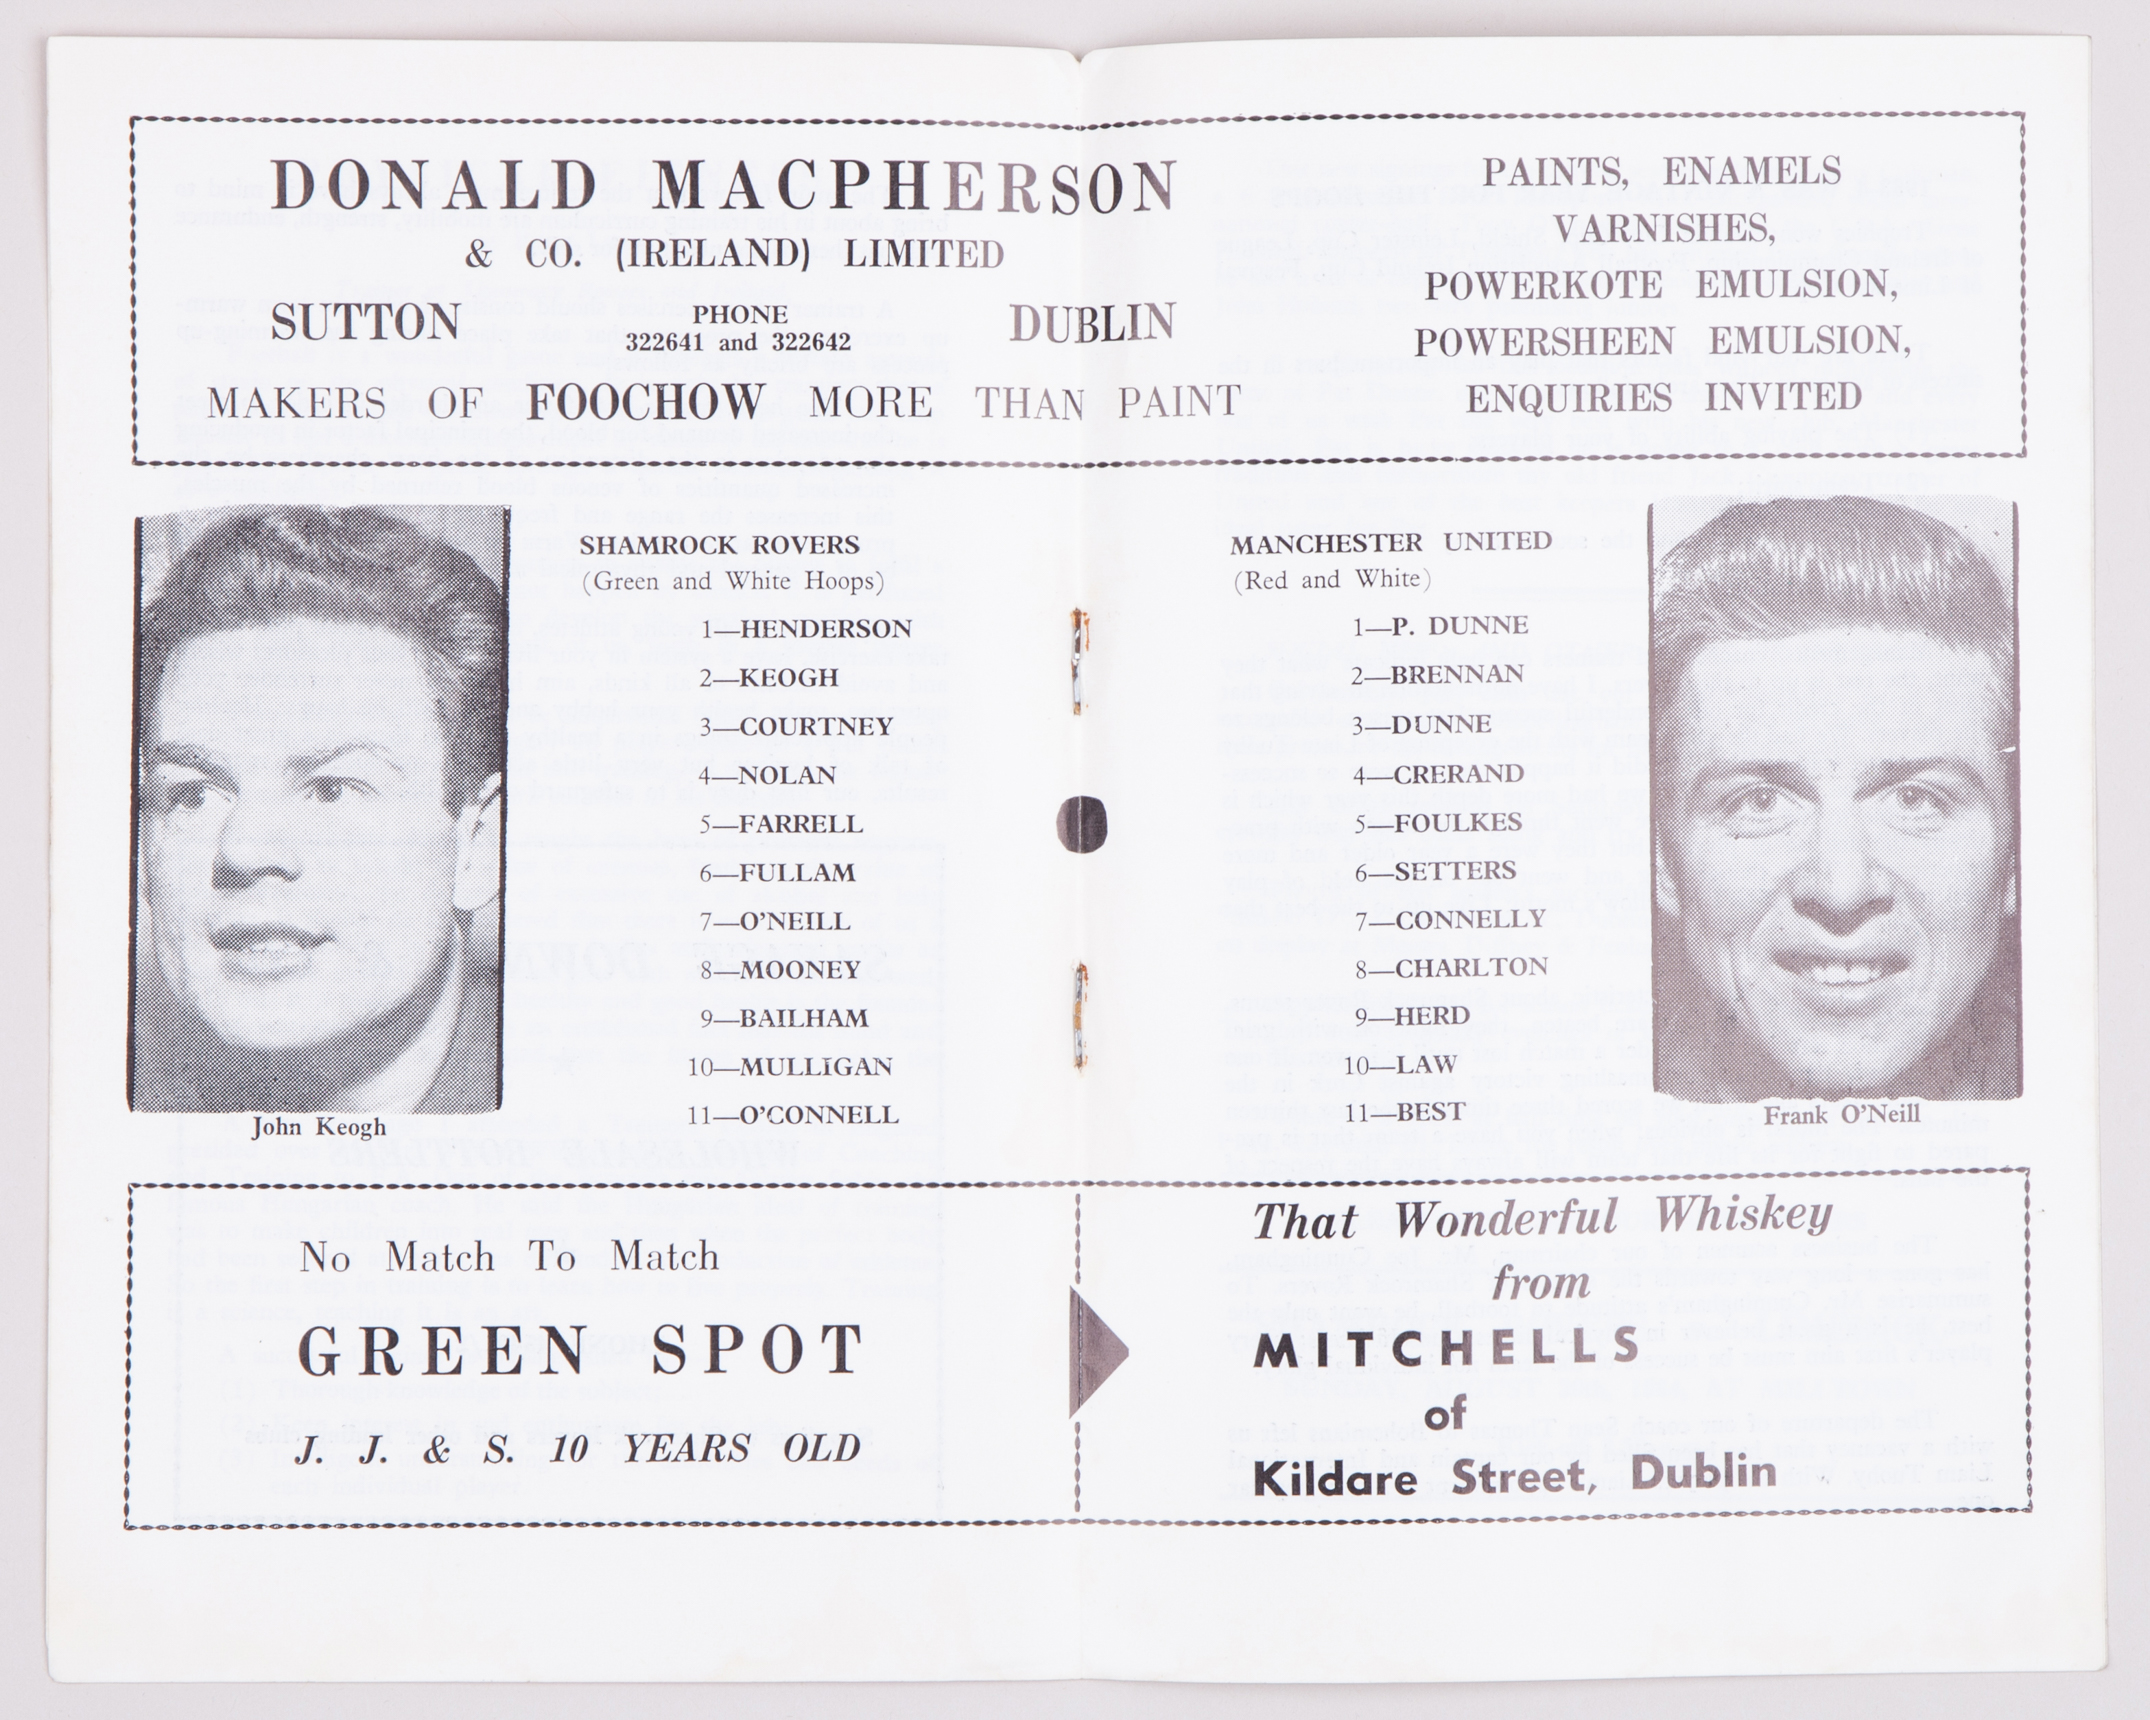 DONALD MACPHERSON
& CO. (IRELAND) LIMITED
SUTTON PHONE DUBLIN
322641 and 322642
MAKERS OF FOOCHOW MORE THAN PAINT
PAINTS, ENAMELS
VARNISHES,
POWERKOTE EMULSION,
POWERSHEEN EMULSION,
ENQUIRIES INVITED
John Keogh
SHAMROCK ROVERS
(Green and White Hoops)
1—HENDERSON
2—KEOGH
3—COURTNEY
4—NOLAN
5—FARRELL
6—FULLAM
7—O'NEILL
8—MOONEY
9—BAILHAM
10—MULLIGAN
11—O'CONNELL
MANCHESTER UNITED
(Red and White)
1—P. DUNNE
2—BRENNAN
3—DUNNE
4—CRERAND
5—FOULKES
6—SETTERS
7—CONNELLY
8—CHARLTON
9—HERD
10—LAW
11—BEST
Frank O'Neill
No Match To Match
GREEN SPOT
J. J. & S. 10 YEARS OLD
That Wonderful Whiskey
from
MITCHELLS
of
Kildare Street, Dublin